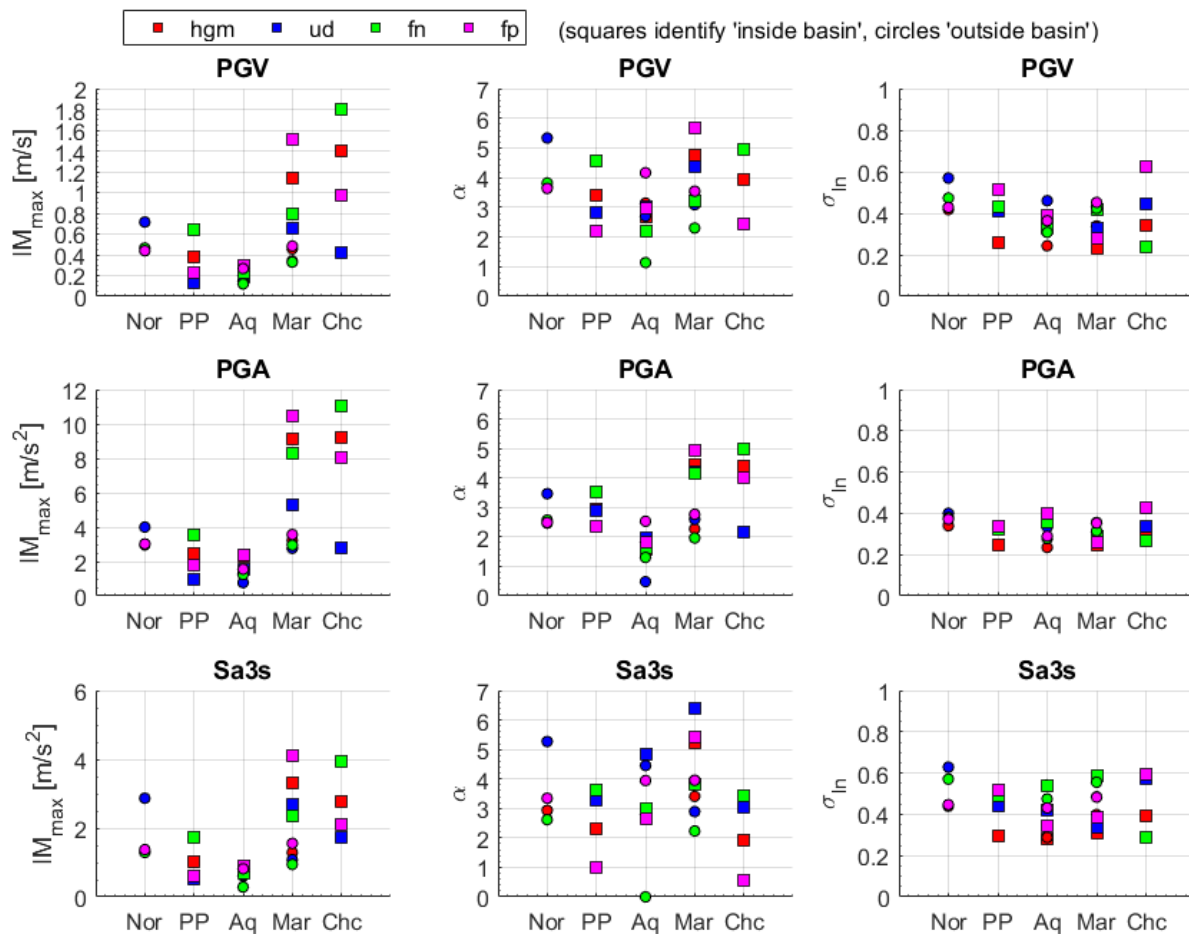 hgm ud fn fp (squares identify 'inside basin', circles 'outside basin')
PGV PGV PGV
IM_max [m/s] α σ_ln
2 1.8 1.6 1.4 1.2 1 0.8 0.6 0.4 0.2 0
7 6 5 4 3 2 1 0
1 0.8 0.6 0.4 0.2 0
Nor PP Aq Mar Chc Nor PP Aq Mar Chc Nor PP Aq Mar Chc
PGA PGA PGA
IM_max [m/s²] α σ_ln
12 10 8 6 4 2 0
7 6 5 4 3 2 1 0
1 0.8 0.6 0.4 0.2 0
Nor PP Aq Mar Chc Nor PP Aq Mar Chc Nor PP Aq Mar Chc
Sa3s Sa3s Sa3s
IM_max [m/s²] α σ_ln
6 4 2 0
7 6 5 4 3 2 1 0
1 0.8 0.6 0.4 0.2 0
Nor PP Aq Mar Chc Nor PP Aq Mar Chc Nor PP Aq Mar Chc